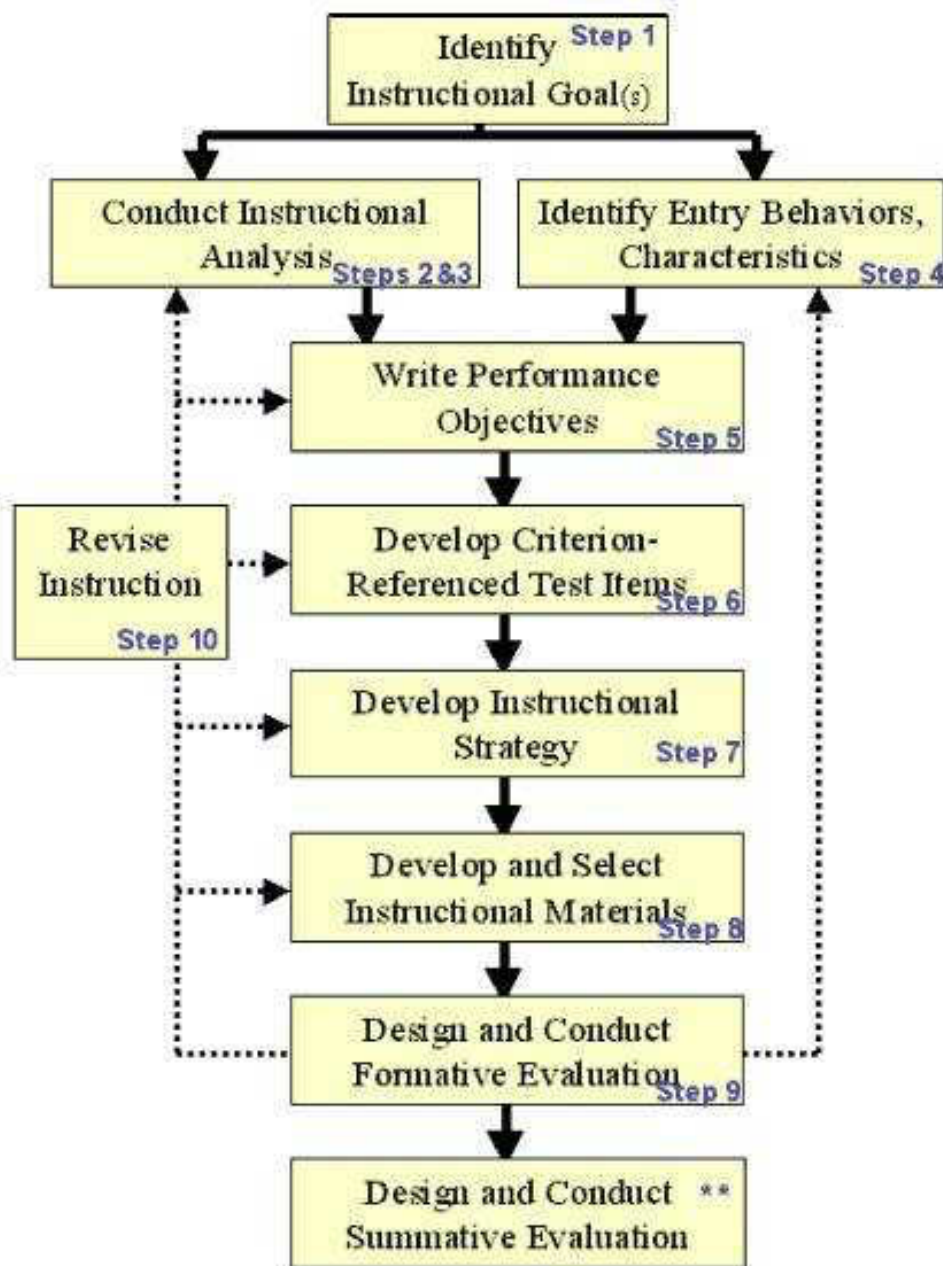 Step 1
Identify
Instructional Goal(s)
Conduct Instructional
Analysis
Steps 2&3
Identify Entry Behaviors,
Characteristics
Step 4
Write Performance
Objectives
Step 5
Revise
Instruction
Step 10
Develop Criterion-
Referenced Test Items
Step 6
Develop Instructional
Strategy
Step 7
Develop and Select
Instructional Materials
Step 8
Design and Conduct
Formative Evaluation
Step 9
Design and Conduct **
Summative Evaluation